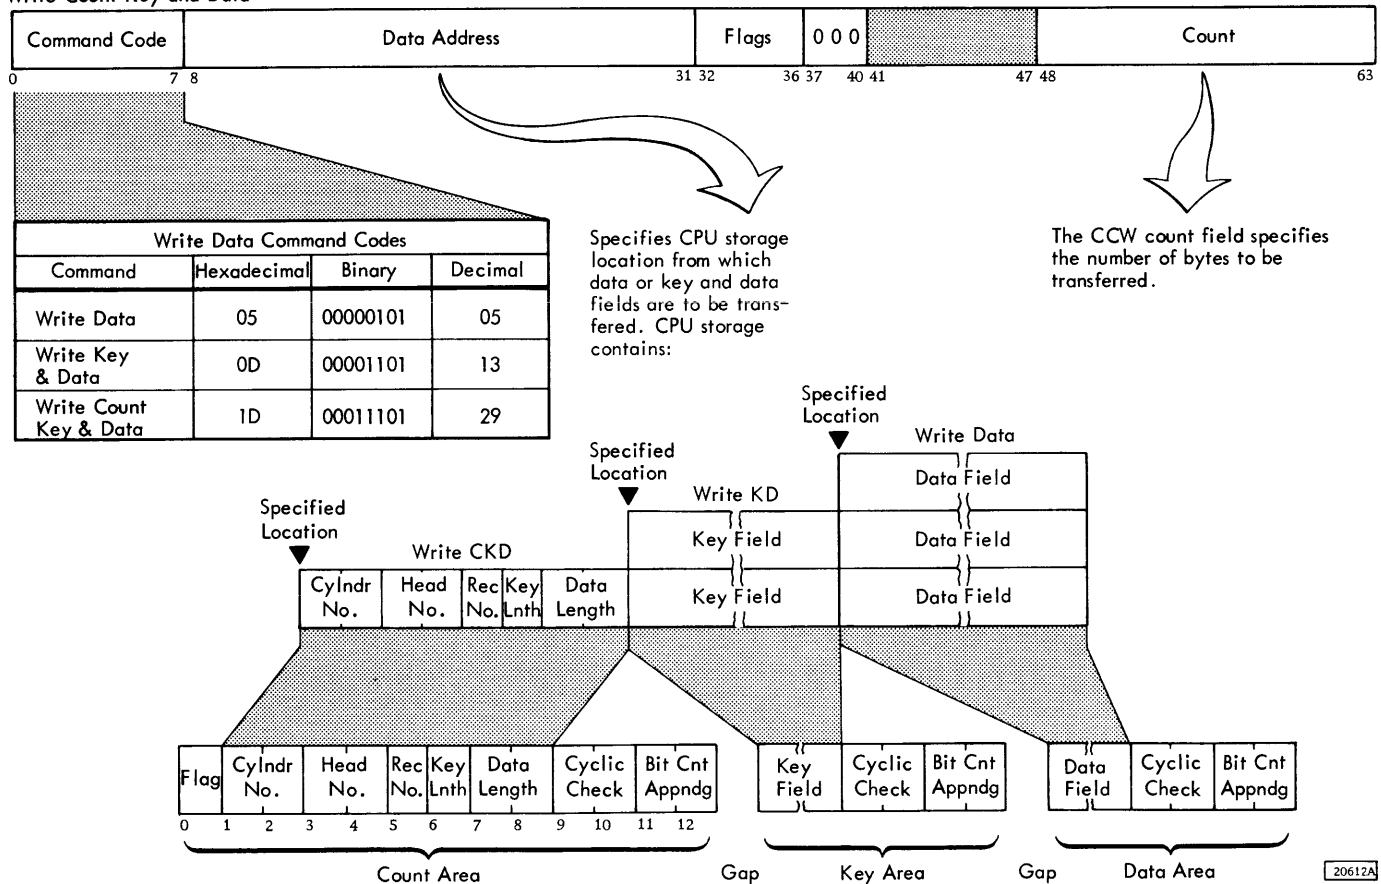 Write Count Key and Data
Command Code Data Address Flags 0 0 0 Count
0 7 8 31 32 36 37 40 41 47 48 63
Write Data Command Codes
Command Hexadecimal Binary Decimal
Write Data 05 00000101 05
Write Key
& Data 0D 00001101 13
Write Count
Key & Data 1D 00011101 29
Specifies CPU storage
location from which
data or key and data
fields are to be trans-
fered. CPU storage
contains:
The CCW count field specifies
the number of bytes to be
transferred.
Specified
Location
Write Data
Data Field
Specified
Location
Write KD
Key Field Data Field
Specified
Location
Write CKD
Cylndr
No.
Head
No.
Rec
No.
Key
Lnth
Data
Length
Key Field Data Field
Flag
Cylndr
No.
Head
No.
Rec
No.
Key
Lnth
Data
Length
Cyclic
Check
Bit Cnt
Appndg
Key
Field
Cyclic
Check
Bit Cnt
Appndg
Data
Field
Cyclic
Check
Bit Cnt
Appndg
0 1 2 3 4 5 6 7 8 9 10 11 12
Count Area Gap Key Area Gap Data Area
20612A